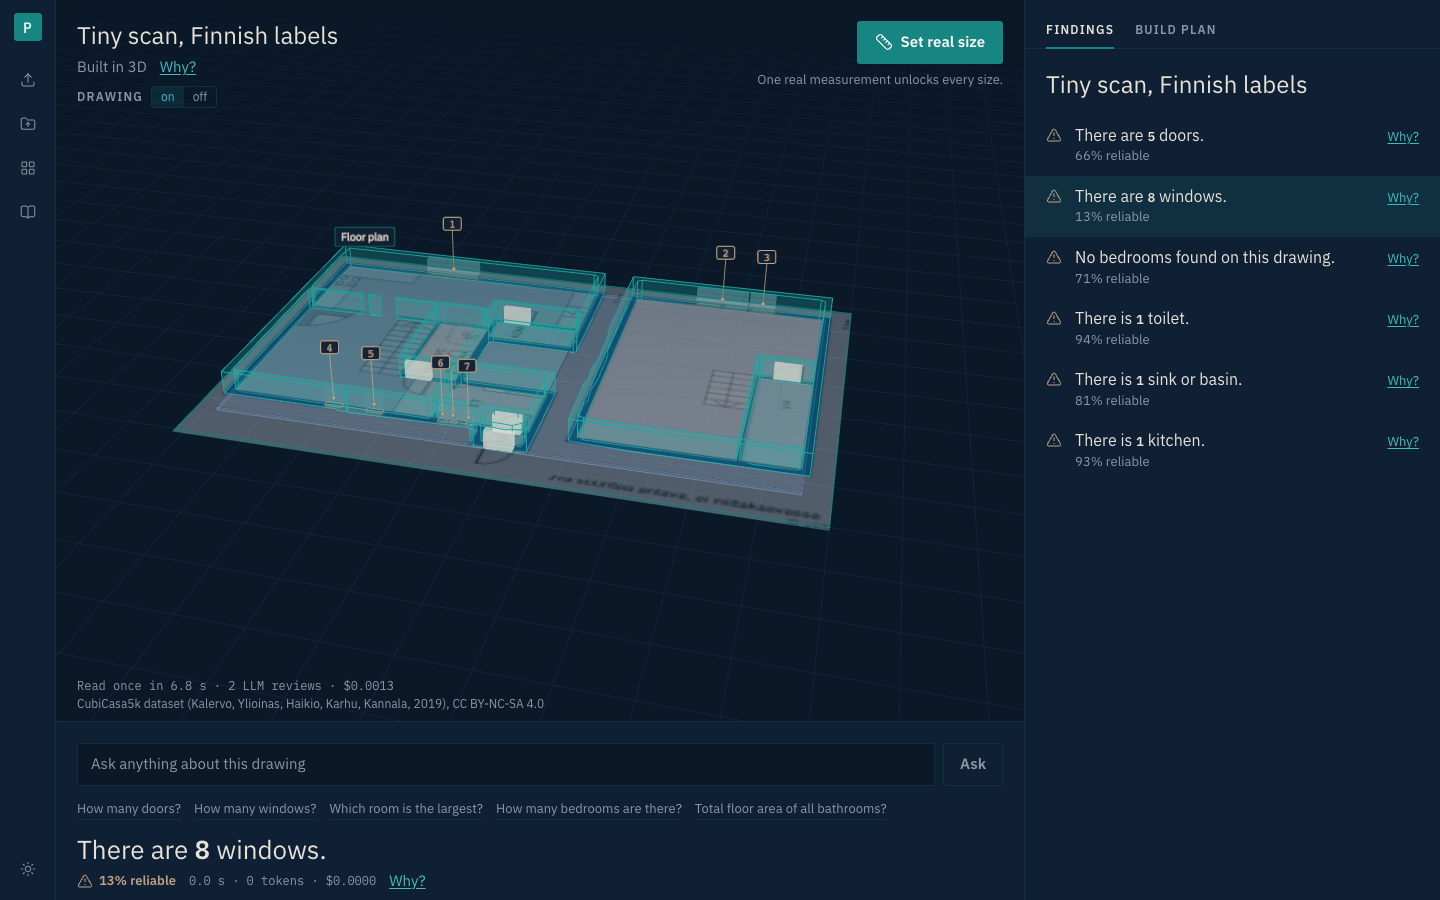 P
Tiny scan, Finnish labels
Built in 3D Why?
DRAWING on off
Set real size
One real measurement unlocks every size.
Floor plan
1
2
3
4
5
6
7
Read once in 6.8 s · 2 LLM reviews · $0.0013
CubiCasa5k dataset (Kalervo, Ylioinas, Haikio, Karhu, Kannala, 2019), CC BY-NC-SA 4.0
Ask anything about this drawing
Ask
How many doors? How many windows? Which room is the largest? How many bedrooms are there? Total floor area of all bathrooms?
There are 8 windows.
13% reliable 0.0 s · 0 tokens · $0.0000 Why?
FINDINGS BUILD PLAN
Tiny scan, Finnish labels
There are 5 doors. Why?
66% reliable
There are 8 windows. Why?
13% reliable
No bedrooms found on this drawing. Why?
71% reliable
There is 1 toilet. Why?
94% reliable
There is 1 sink or basin. Why?
81% reliable
There is 1 kitchen. Why?
93% reliable